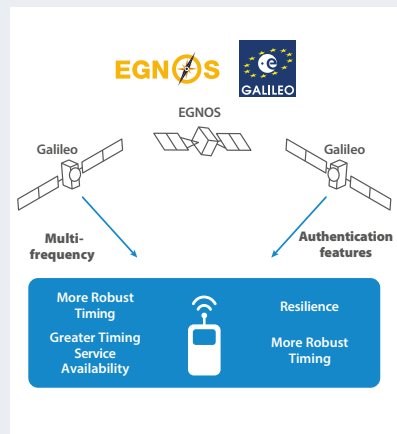 EGNOS
GALILEO
EGNOS
Galileo
Galileo
Multi-
frequency
Authentication
features
More Robust
Timing
Greater Timing
Service
Availability
Resilience
More Robust
Timing